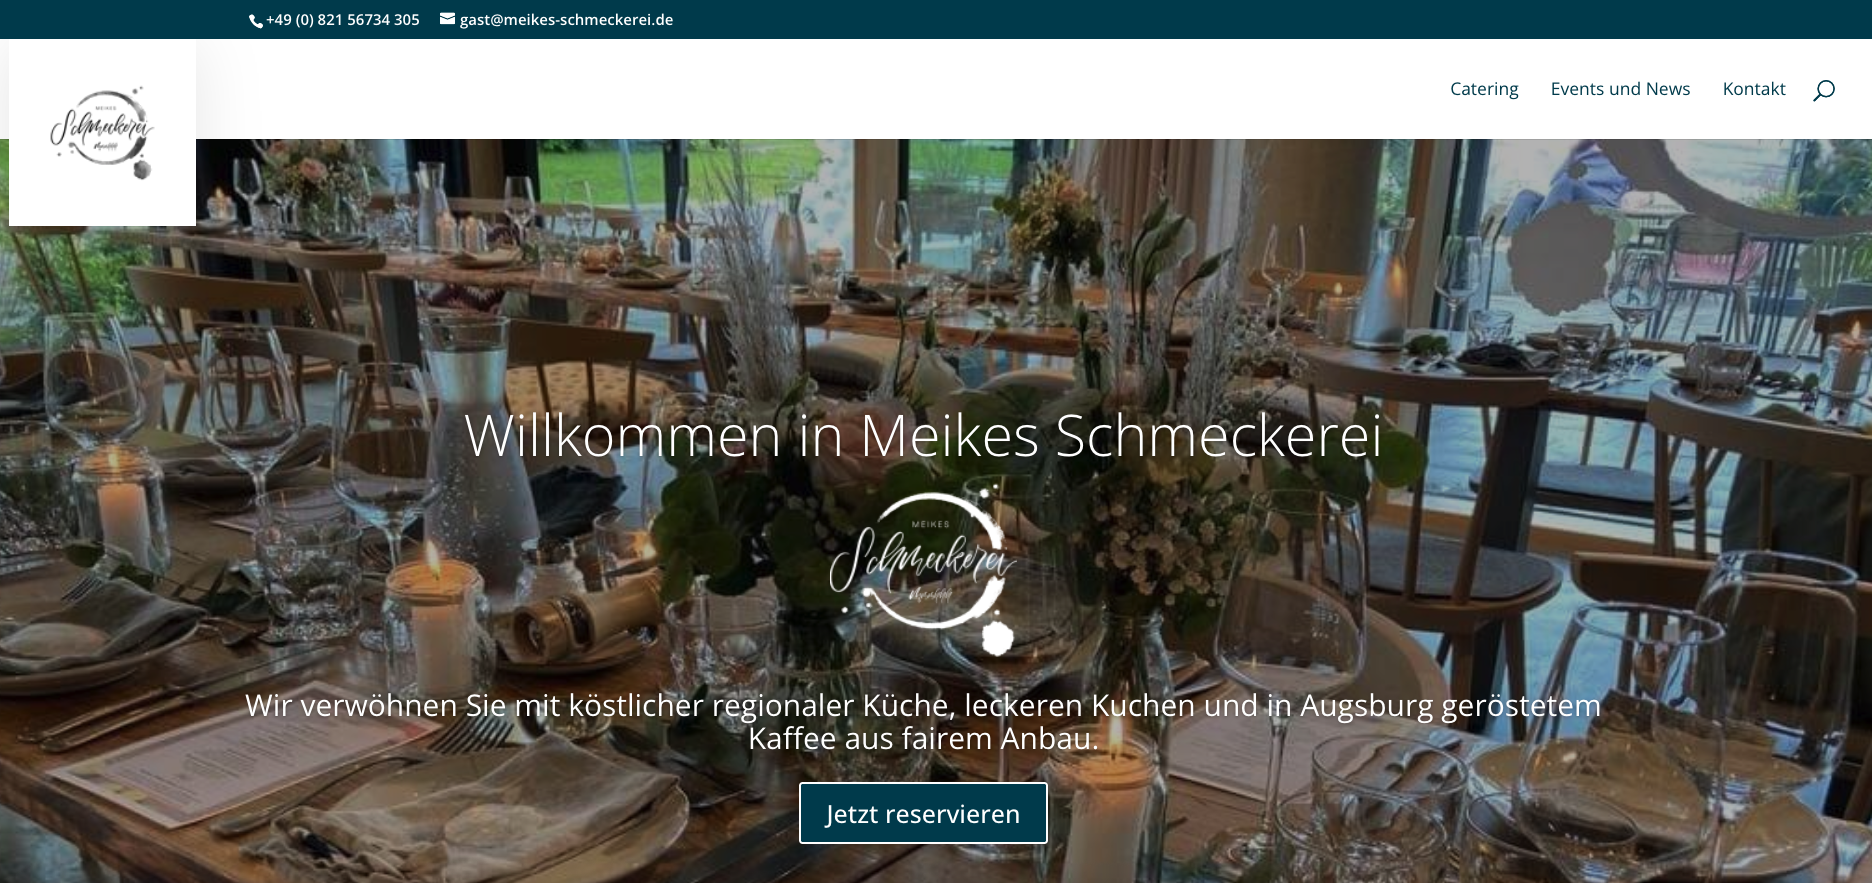 +49 (0) 821 56734 305 gast@meikes-schmeckerei.de
MEIKES
Schmeckerei
Catering Events und News Kontakt
Willkommen in Meikes Schmeckerei
MEIKES
Schmeckerei
Wir verwöhnen Sie mit köstlicher regionaler Küche, leckeren Kuchen und in Augsburg geröstetem
Kaffee aus fairem Anbau.
Jetzt reservieren